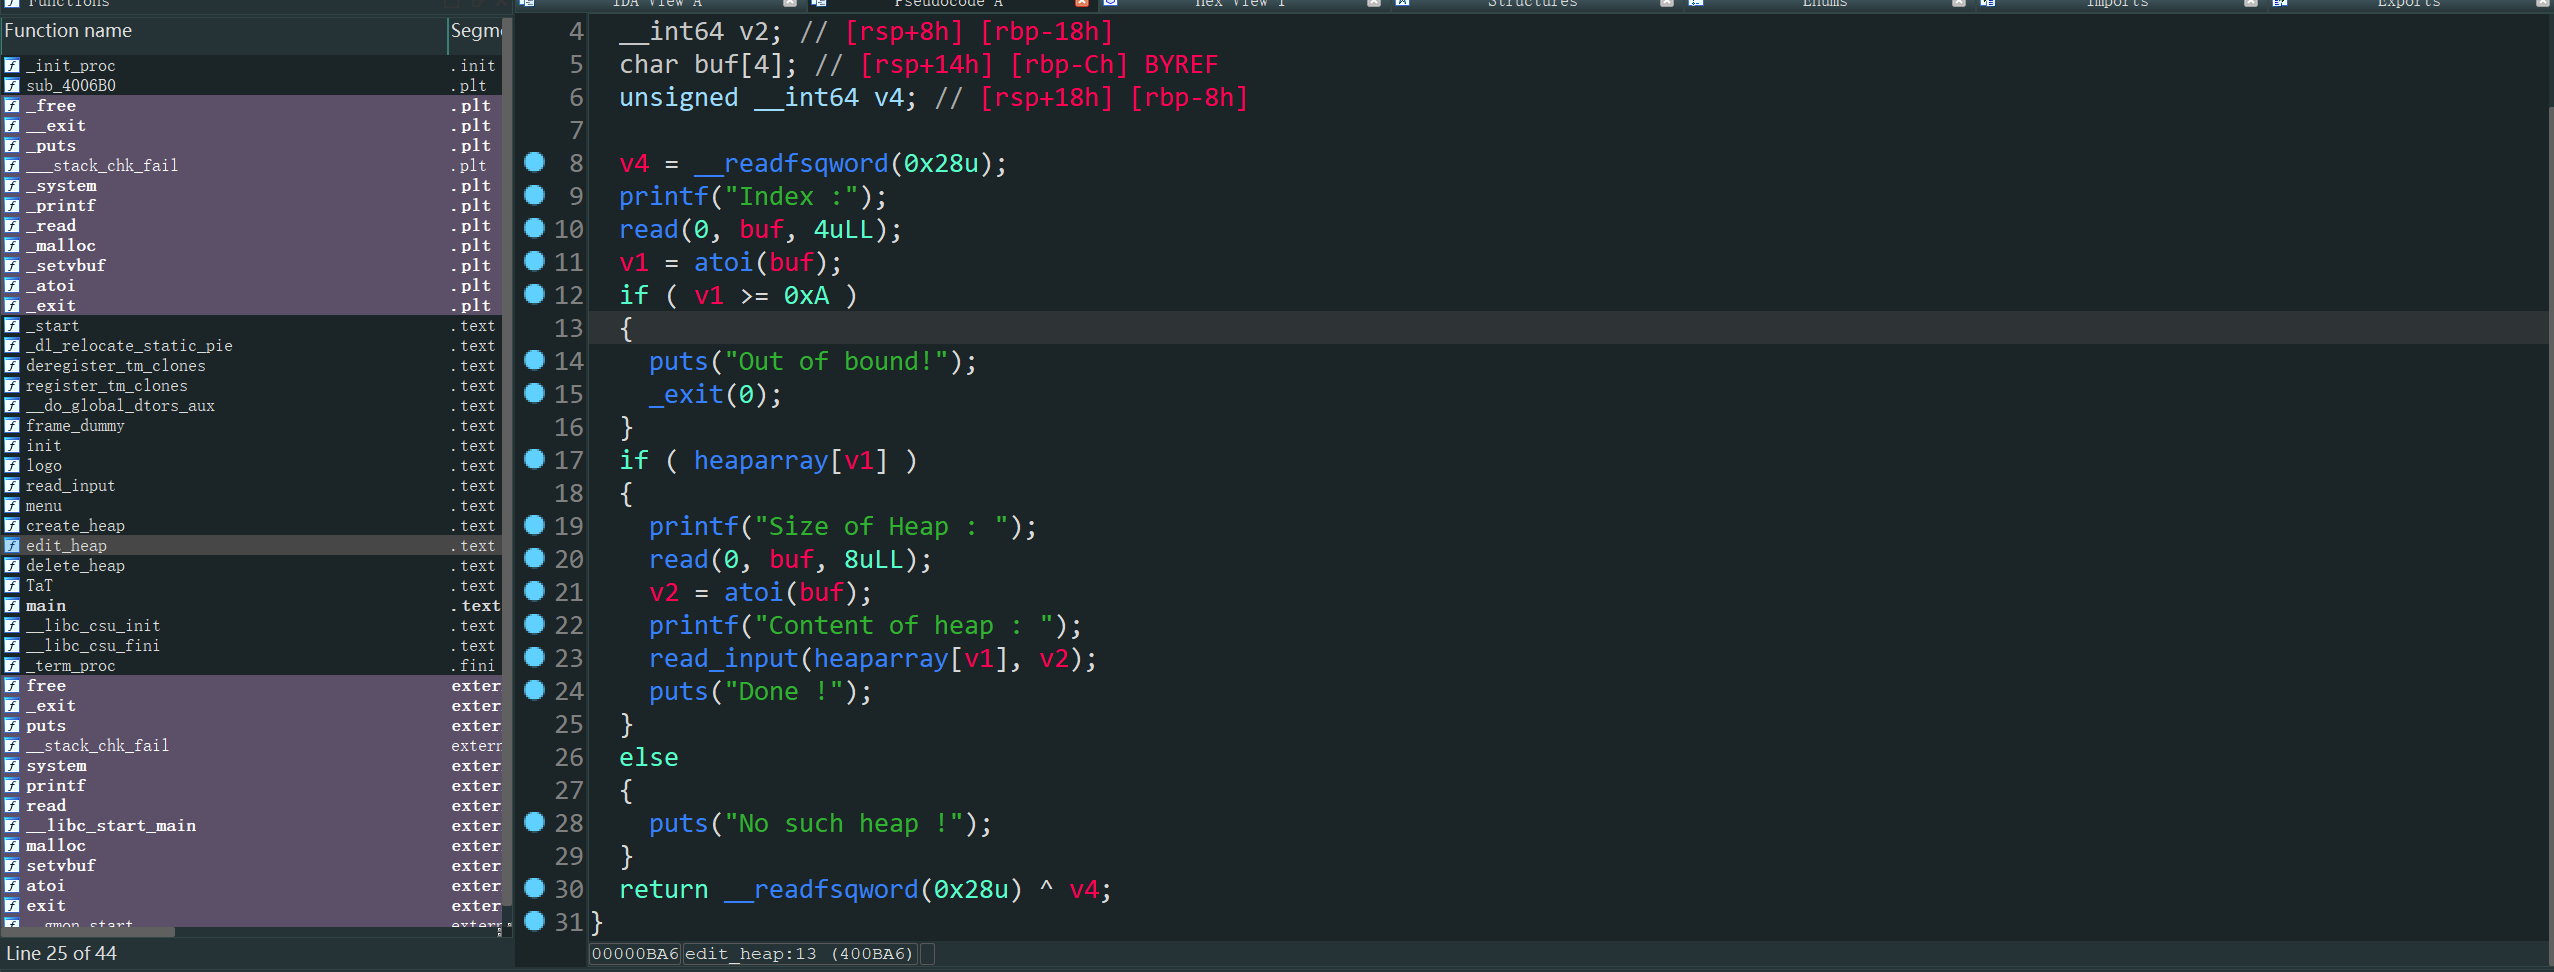 Functions
Function name Segm
_init_proc .init
sub_4006B0 .plt
_free .plt
__exit .plt
_puts .plt
___stack_chk_fail .plt
_system .plt
_printf .plt
_read .plt
_malloc .plt
_setvbuf .plt
_atoi .plt
_exit .plt
_start .text
_dl_relocate_static_pie .text
deregister_tm_clones .text
register_tm_clones .text
__do_global_dtors_aux .text
frame_dummy .text
init .text
logo .text
read_input .text
menu .text
create_heap .text
edit_heap .text
delete_heap .text
TaT .text
main .text
__libc_csu_init .text
__libc_csu_fini .text
_term_proc .fini
free exter
_exit exter
puts exter
__stack_chk_fail extern
system exter
printf exter
read exter
__libc_start_main exter
malloc exter
setvbuf exter
atoi exter
exit exter
__gmon_start__ extern
Line 25 of 44
IDA View-A Pseudocode-A Hex View-1 Structures Enums Imports Exports
4 __int64 v2; // [rsp+8h] [rbp-18h]
5 char buf[4]; // [rsp+14h] [rbp-Ch] BYREF
6 unsigned __int64 v4; // [rsp+18h] [rbp-8h]
7
8 v4 = __readfsqword(0x28u);
9 printf("Index :");
10 read(0, buf, 4uLL);
11 v1 = atoi(buf);
12 if ( v1 >= 0xA )
13 {
14 puts("Out of bound!");
15 _exit(0);
16 }
17 if ( heaparray[v1] )
18 {
19 printf("Size of Heap : ");
20 read(0, buf, 8uLL);
21 v2 = atoi(buf);
22 printf("Content of heap : ");
23 read_input(heaparray[v1], v2);
24 puts("Done !");
25 }
26 else
27 {
28 puts("No such heap !");
29 }
30 return __readfsqword(0x28u) ^ v4;
31 }
00000BA6 edit_heap:13 (400BA6)